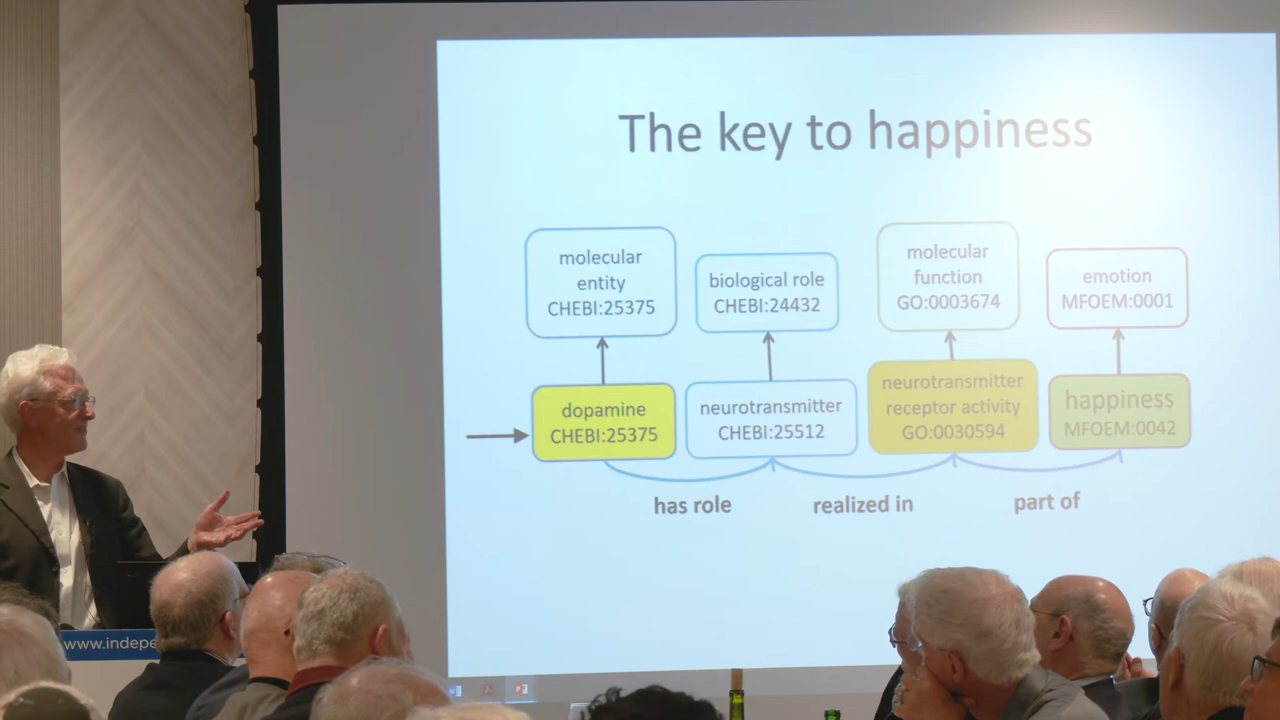 The key to happiness
molecular
entity
CHEBI:25375
biological role
CHEBI:24432
molecular
function
GO:0003674
emotion
MFOEM:0001
dopamine
CHEBI:25375
neurotransmitter
CHEBI:25512
neurotransmitter
receptor activity
GO:0030594
happiness
MFOEM:0042
has role
realized in
part of
www.indepe